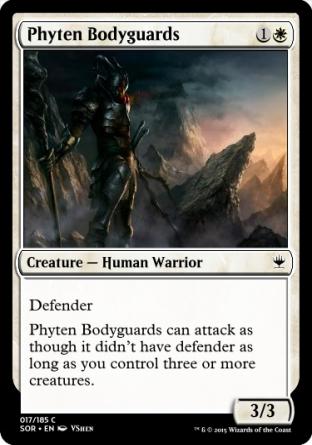 Phyten Bodyguards 1
Creature — Human Warrior
Defender
Phyten Bodyguards can attack as
though it didn't have defender as
long as you control three or more
creatures.
3/3
017/185 C
SOR • EN VShen
™ & © 2015 Wizards of the Coast